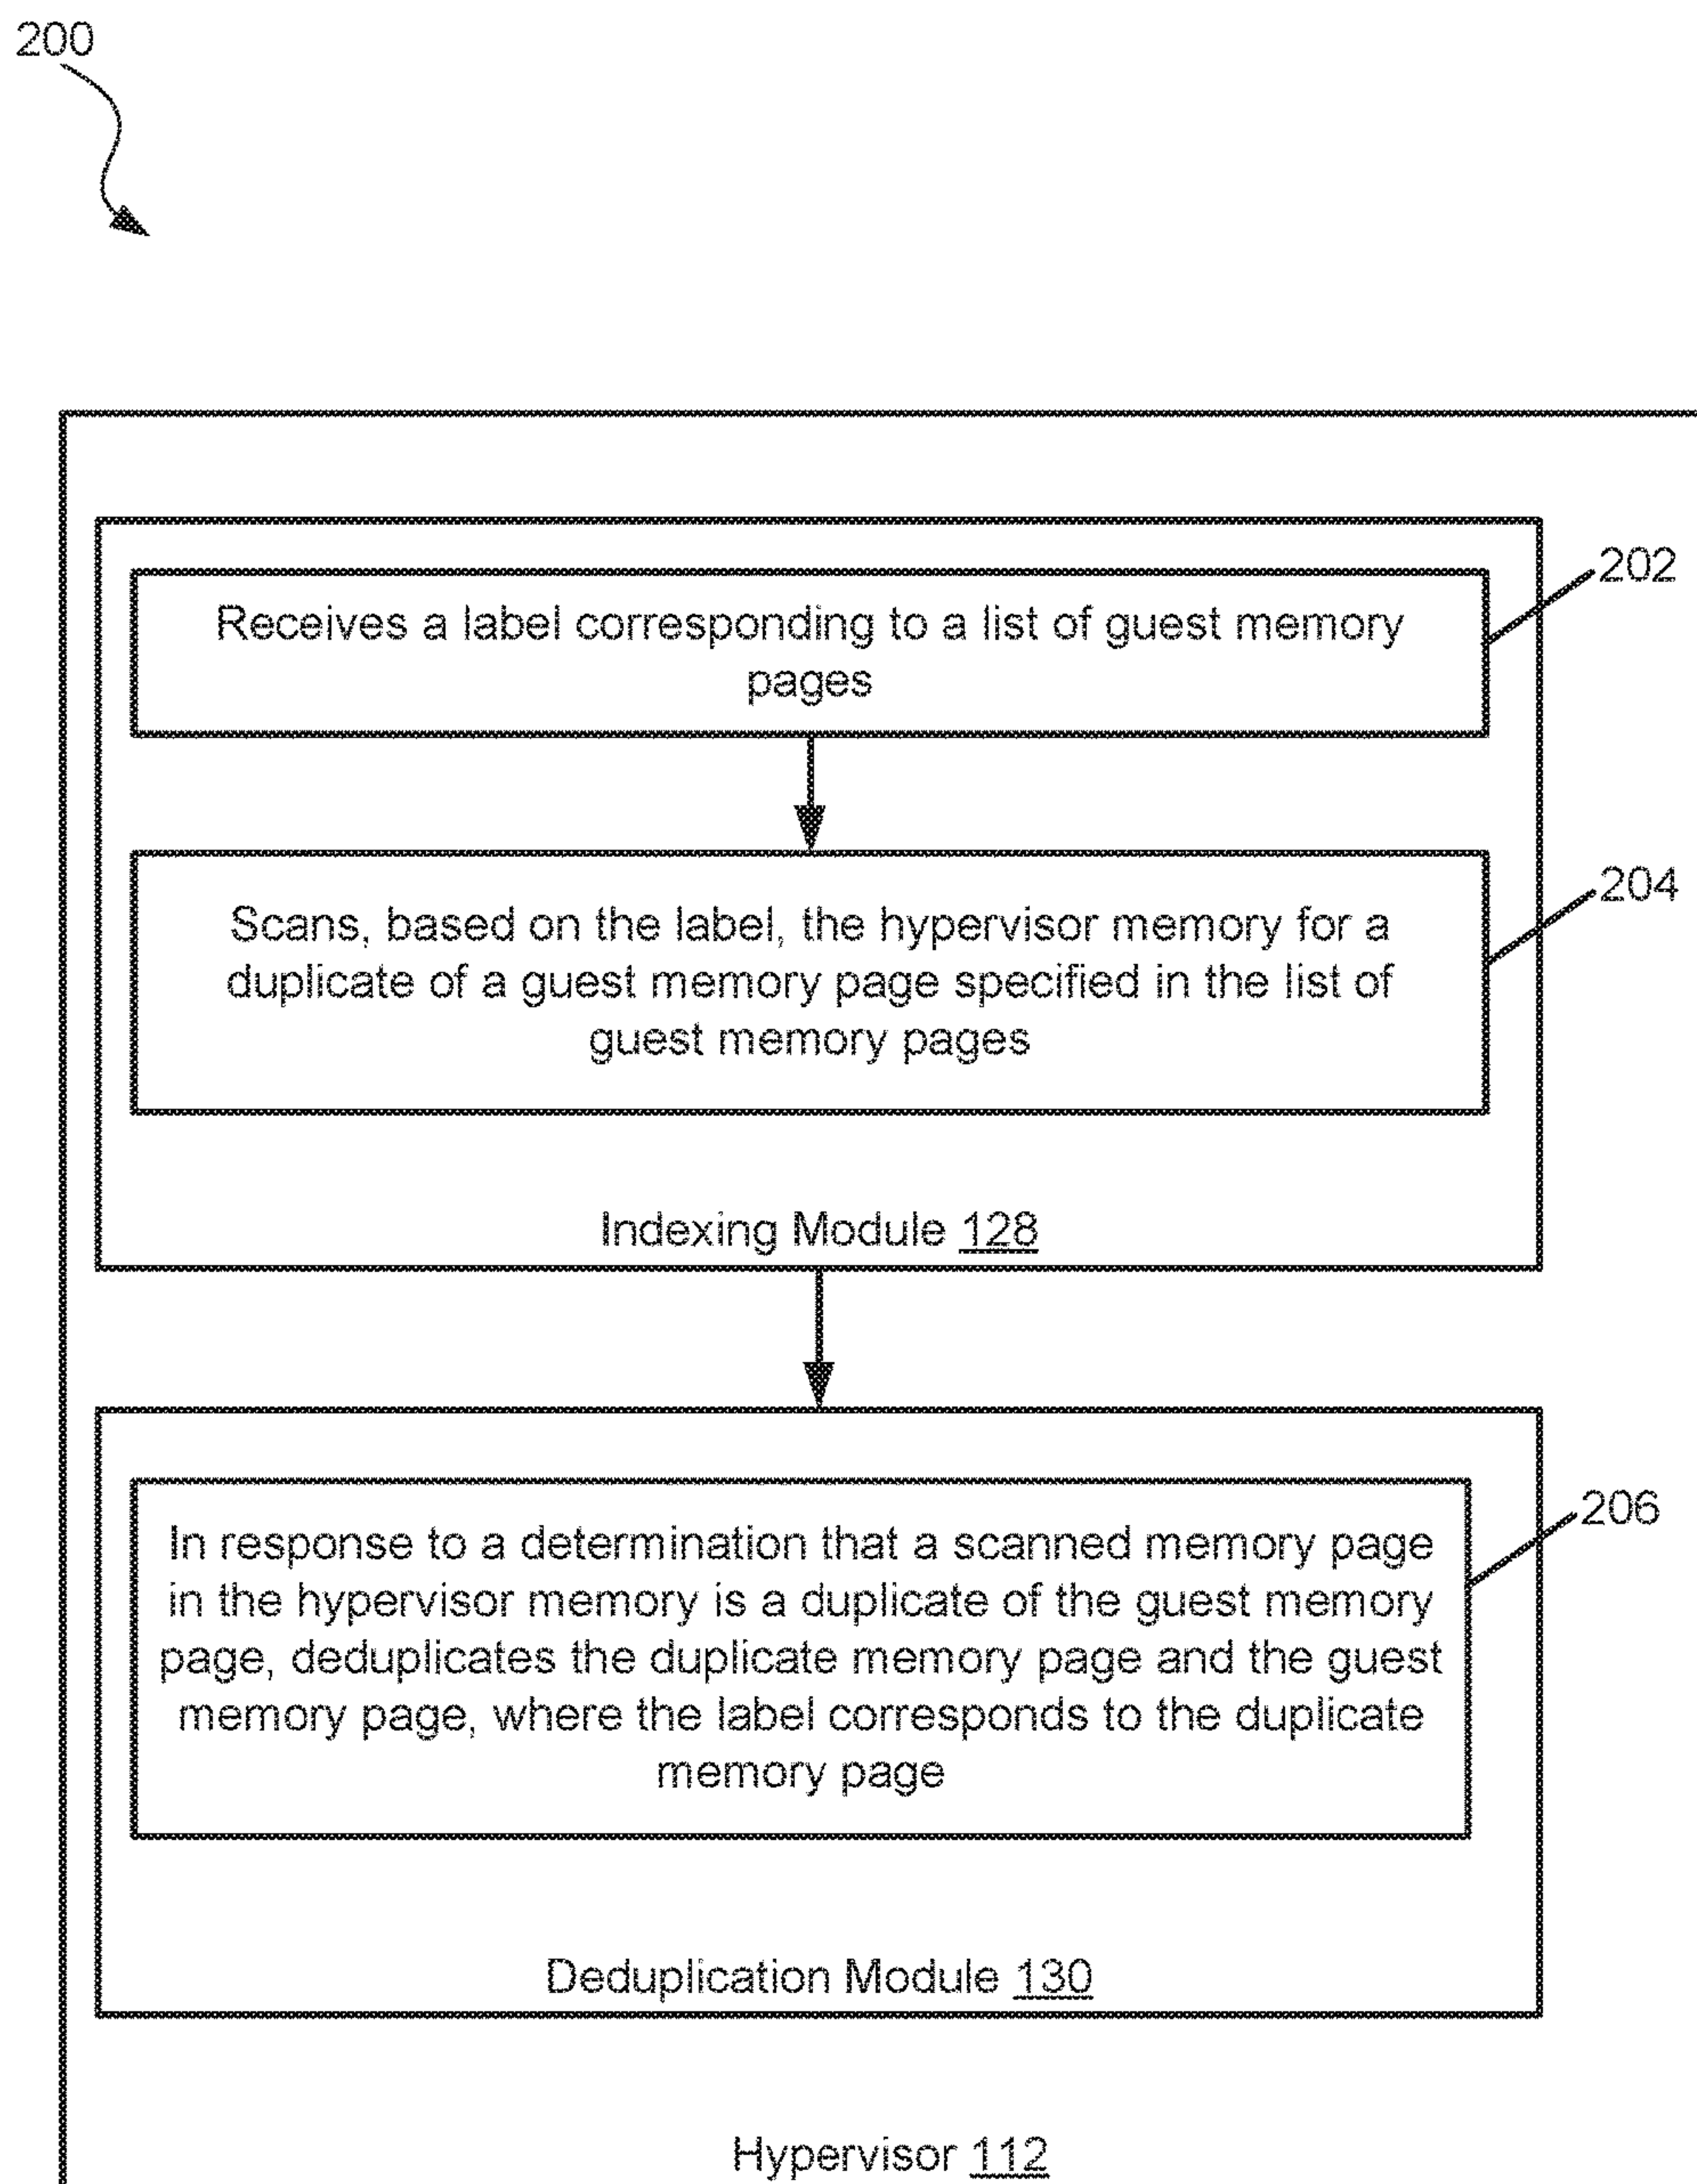 200
202
Receives a label corresponding to a list of guest memory
pages
204
Scans, based on the label, the hypervisor memory for a
duplicate of a guest memory page specified in the list of
guest memory pages
Indexing Module 128
206
In response to a determination that a scanned memory page
in the hypervisor memory is a duplicate of the guest memory
page, deduplicates the duplicate memory page and the guest
memory page, where the label corresponds to the duplicate
memory page
Deduplication Module 130
Hypervisor 112